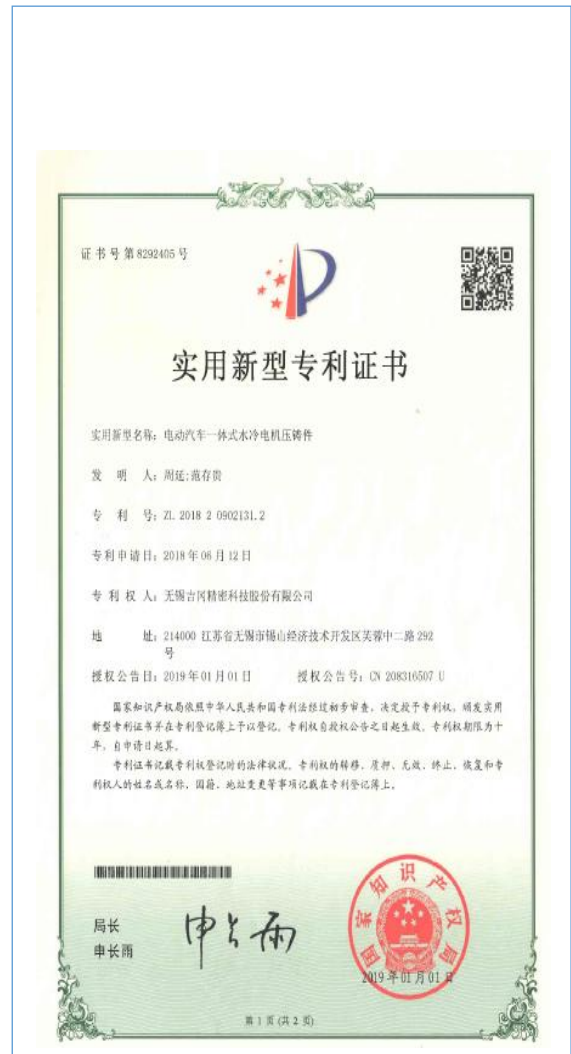 证书号第8292405号
实用新型专利证书
实用新型名称：电动汽车一体式水冷电机压铸件
发 明 人：周延;范存贵
专 利 号：ZL 2018 2 0902131.2
专利申请日：2018年06月12日
专 利 权 人：无锡吉冈精密科技股份有限公司
地 址：214000 江苏省无锡市锡山经济技术开发区芙蓉中二路292
号
授权公告日：2019年01月01日 授权公告号：CN 208316507 U
国家知识产权局依照中华人民共和国专利法经过初步审查，决定授予专利权，颁发实用
新型专利证书并在专利登记簿上予以登记。专利权自授权公告之日起生效。专利权期限为十
年，自申请日起算。
专利证书记载专利权登记时的法律状况。专利权的转移、质押、无效、终止、恢复和专
利权人的姓名或名称、国籍、地址变更等事项记载在专利登记簿上。
局长
申长雨
申长雨
国家知识产权局
2019年01月01日
第 1 页 (共 2 页)